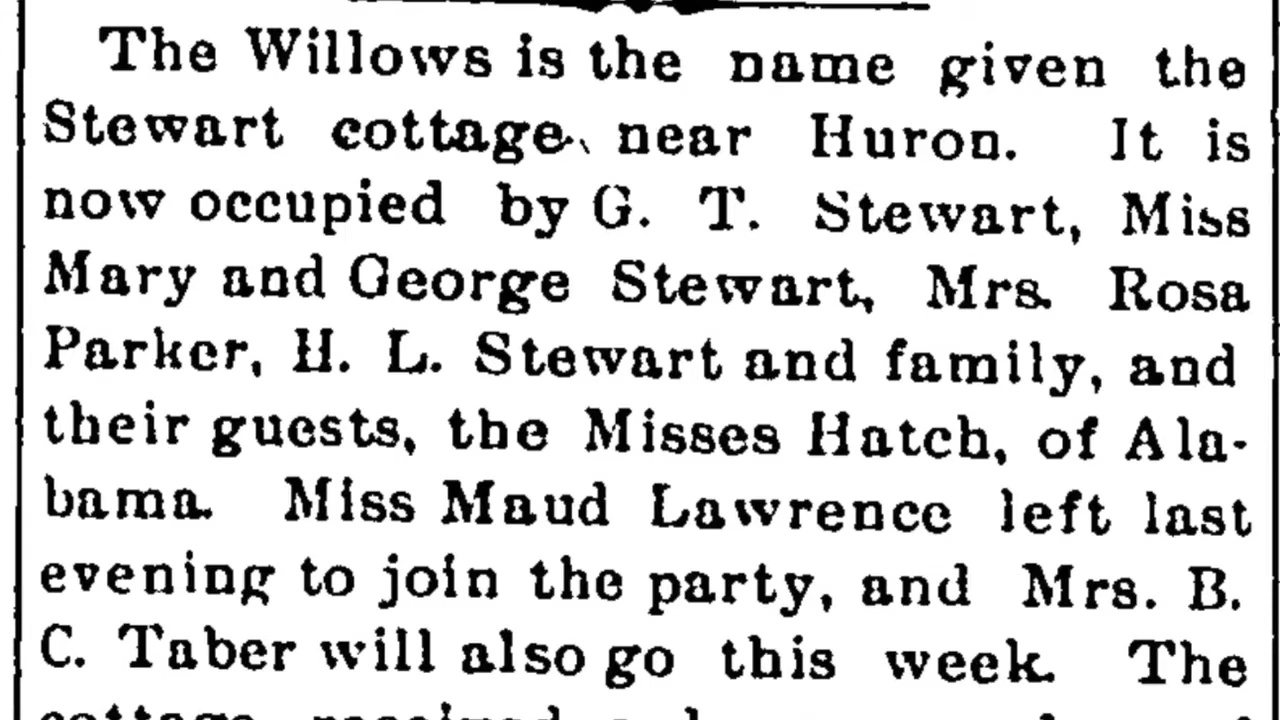 The Willows is the name given the
Stewart cottage, near Huron. It is
now occupied by G. T. Stewart, Miss
Mary and George Stewart, Mrs. Rosa
Parker, H. L. Stewart and family, and
their guests, the Misses Hatch, of Ala-
bama. Miss Maud Lawrence left last
evening to join the party, and Mrs. B.
C. Taber will also go this week. The
cottage received